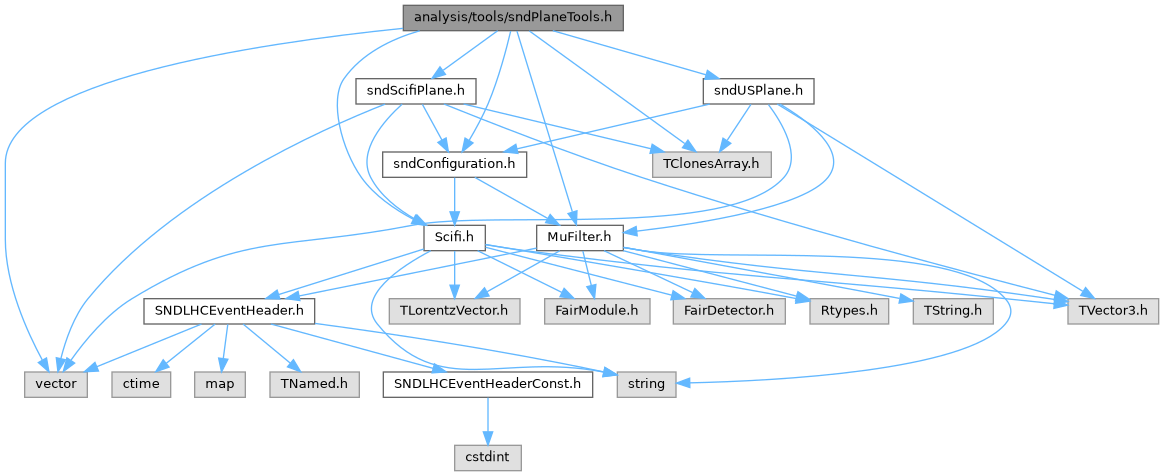 analysis/tools/sndPlaneTools.h
sndScifiPlane.h
sndUSPlane.h
sndConfiguration.h
TClonesArray.h
Scifi.h
MuFilter.h
SNDLHCEventHeader.h
TLorentzVector.h
FairModule.h
FairDetector.h
Rtypes.h
TString.h
TVector3.h
vector
ctime
map
TNamed.h
SNDLHCEventHeaderConst.h
string
cstdint